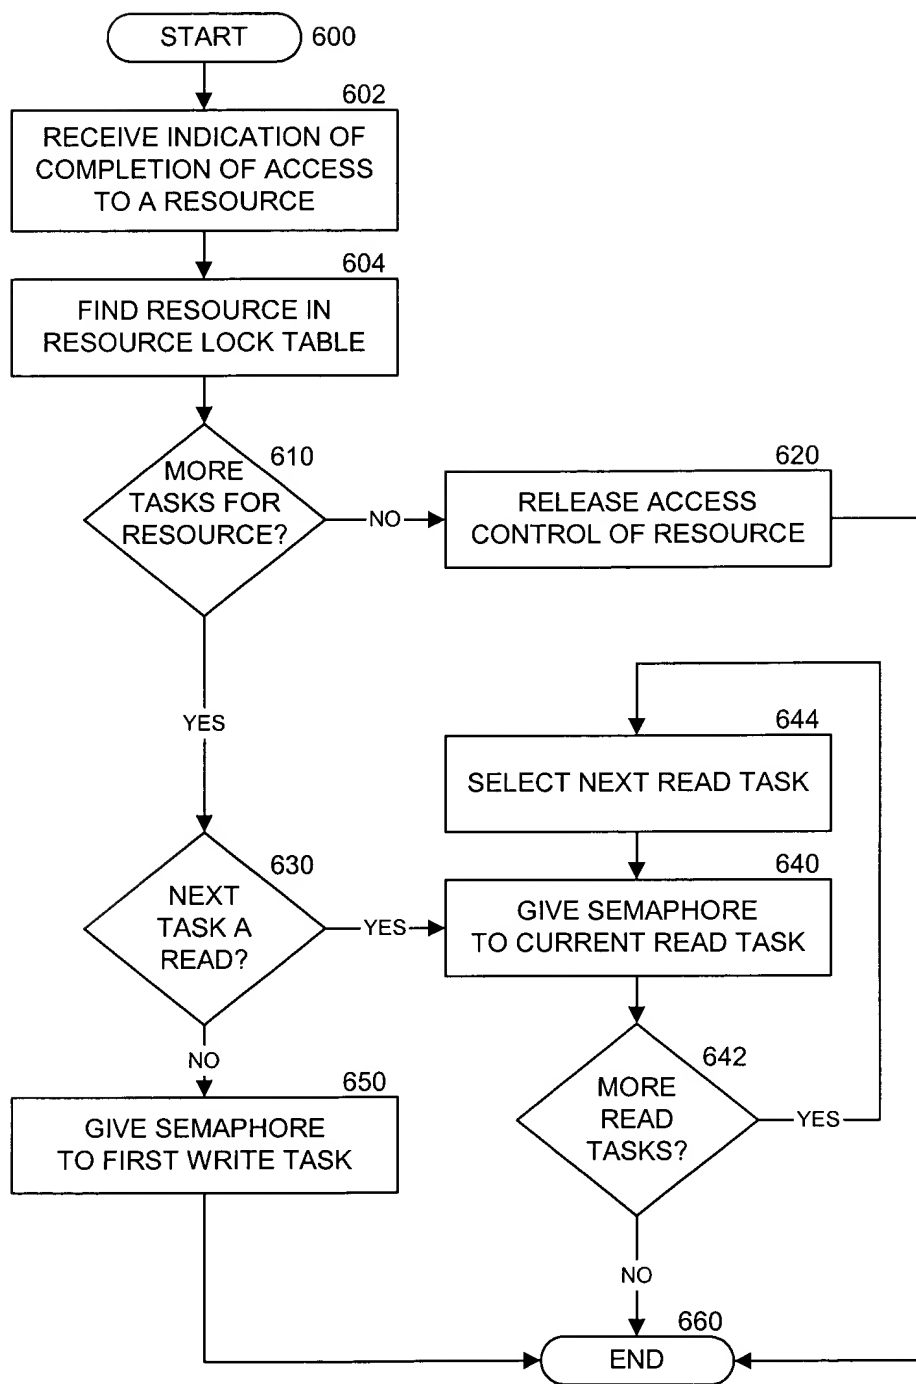 START
600
602
RECEIVE INDICATION OF
COMPLETION OF ACCESS
TO A RESOURCE
604
FIND RESOURCE IN
RESOURCE LOCK TABLE
610
MORE
TASKS FOR
RESOURCE?
NO
620
RELEASE ACCESS
CONTROL OF RESOURCE
YES
644
SELECT NEXT READ TASK
630
NEXT
TASK A
READ?
YES
640
GIVE SEMAPHORE
TO CURRENT READ TASK
NO
642
MORE
READ
TASKS?
YES
650
GIVE SEMAPHORE
TO FIRST WRITE TASK
NO
660
END